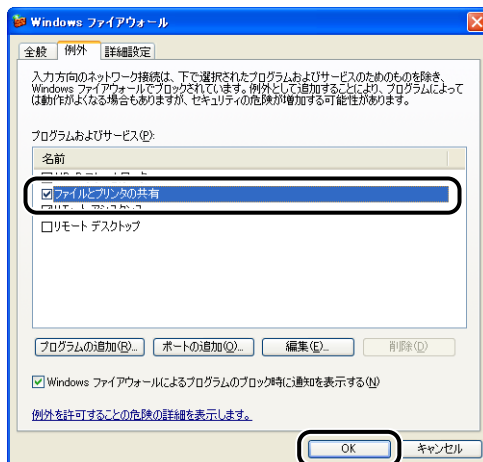 Windows ファイアウォール
全般 例外 詳細設定
入力方向のネットワーク接続は、下で選択されたプログラムおよびサービスのためのものを除き、
Windows ファイアウォールでブロックされています。例外として追加することにより、プログラムによって
は動作がよくなる場合もありますが、セキュリティの危険が増加する可能性があります。
プログラムおよびサービス(P):
名前
ファイルとプリンタの共有
リモート アシスタンス
リモート デスクトップ
プログラムの追加(R)... ポートの追加(O)... 編集(E)... 削除(D)
Windows ファイアウォールによるプログラムのブロック時に通知を表示する(N)
例外を許可することの危険の詳細を表示します。
OK キャンセル